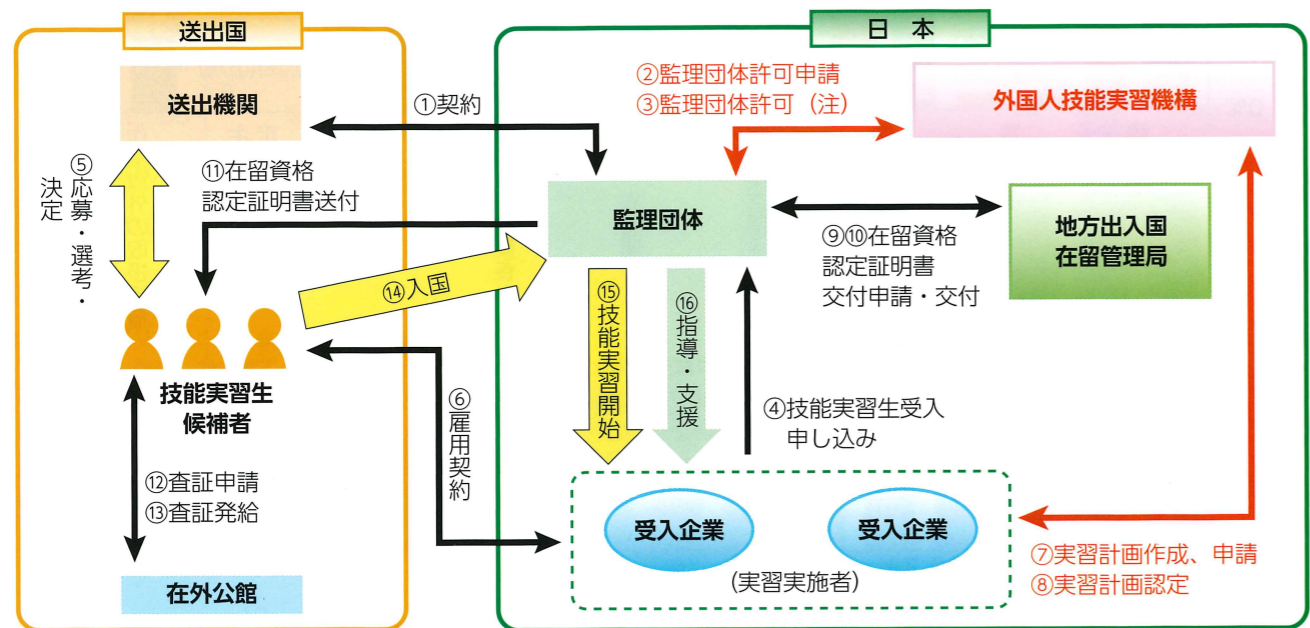 送出国
日 本
送出機関
①契約
②監理団体許可申請
③監理団体許可（注）
外国人技能実習機構
⑤応募・選考・
決定
⑪在留資格
認定証明書送付
監理団体
地方出入国
在留管理局
⑨⑩在留資格
認定証明書
交付申請・交付
⑭入国
⑮技能実習開始
⑯指導・支援
技能実習生
候補者
⑥雇用契約
④技能実習生受入
申し込み
⑫査証申請
⑬査証発給
受入企業
受入企業
(実習実施者)
⑦実習計画作成、申請
⑧実習計画認定
在外公館